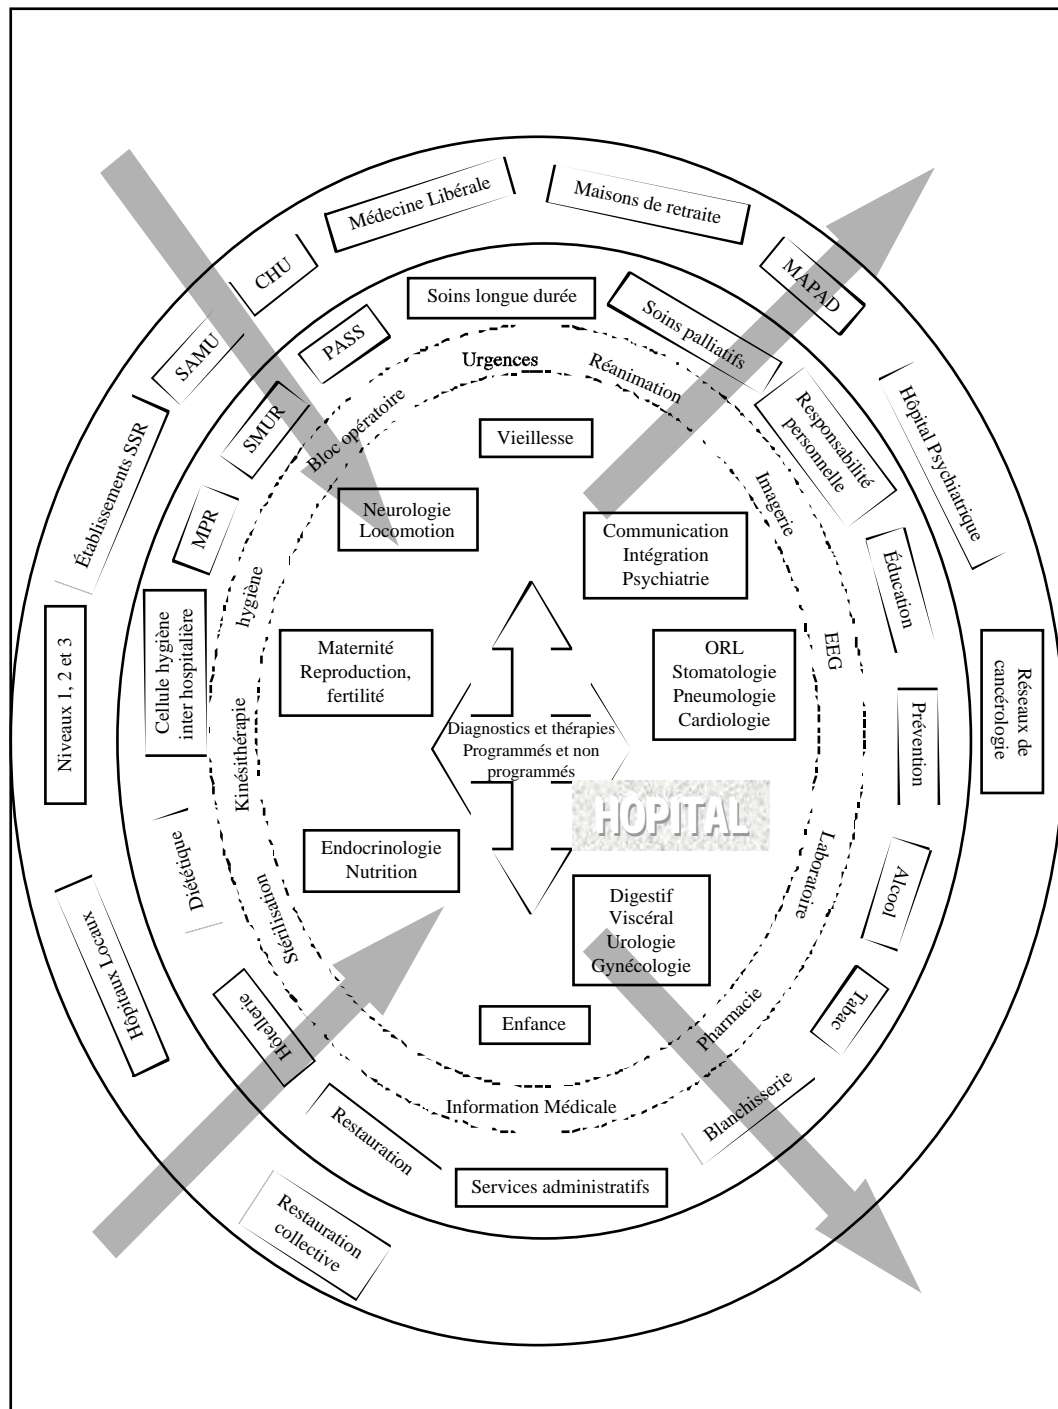 Médecine Libérale
Maisons de retraite
CHU
MAPAD
SAMU
Établissements SSR
Hôpital Psychiatrique
Niveaux 1, 2 et 3
Réseaux de
cancérologie
Hôpitaux Locaux
Restauration
collective
Soins longue durée
Soins palliatifs
PASS
SMUR
Responsabilité
personnelle
MPR
Éducation
Cellule hygiène
inter hospitalière
Prévention
Diététique
Alcool
Hôtellerie
Tabac
Restauration
Blanchisserie
Services administratifs
Urgences
Réanimation
Bloc opératoire
Imagerie
hygiène
EEG
Kinésithérapie
Laboratoire
Stérilisation
Pharmacie
Information Médicale
Vieillesse
Neurologie
Locomotion
Communication
Intégration
Psychiatrie
Maternité
Reproduction,
fertilité
ORL
Stomatologie
Pneumologie
Cardiologie
Diagnostics et thérapies
Programmés et non
programmés
HÔPITAL
Endocrinologie
Nutrition
Digestif
Viscéral
Urologie
Gynécologie
Enfance